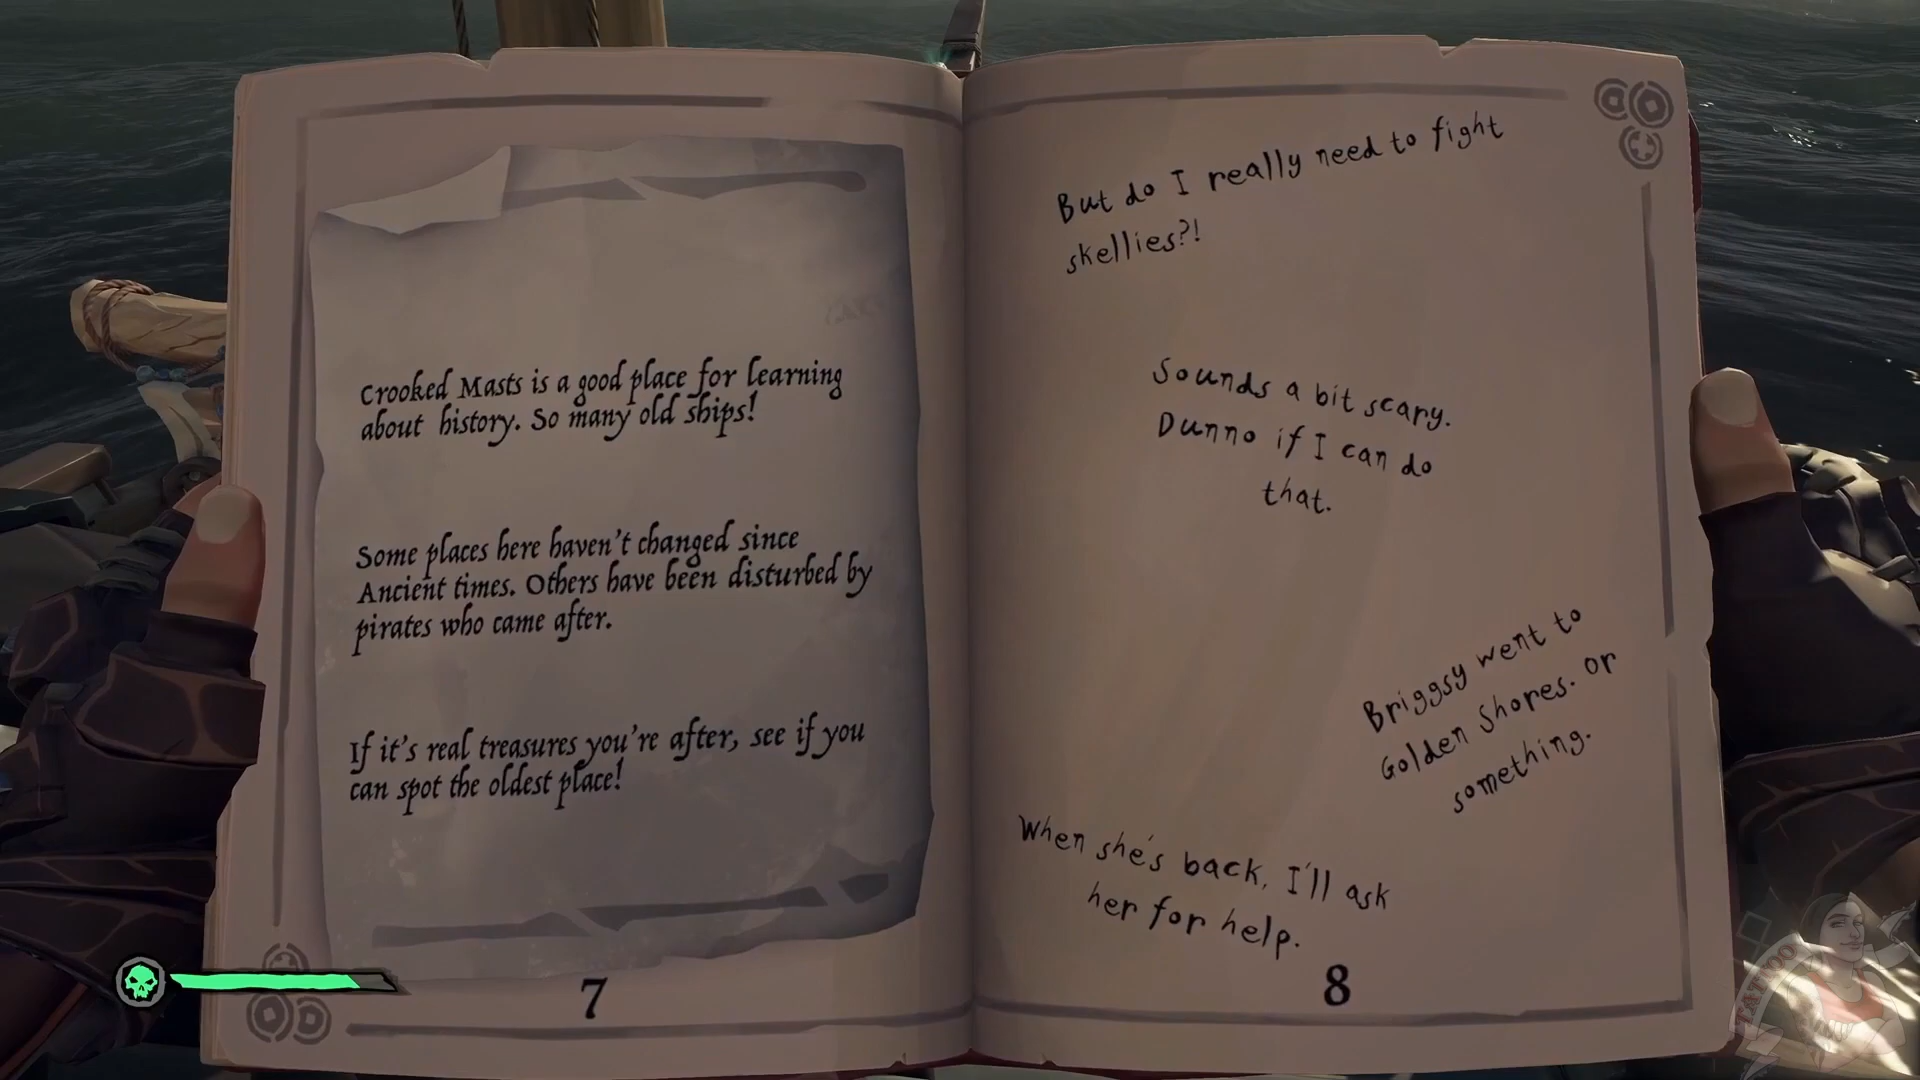 Crooked Masts is a good place for learning
about history. So many old ships!
Some places here haven't changed since
Ancient times. Others have been disturbed by
pirates who came after.
If it's real treasures you're after, see if you
can spot the oldest place!
7
But do I really need to fight
skellies?!
Sounds a bit scary.
Dunno if I can do
that.
Briggsy went to
Golden Shores. Or
something.
When she's back, I'll ask
her for help.
8
TATTOO